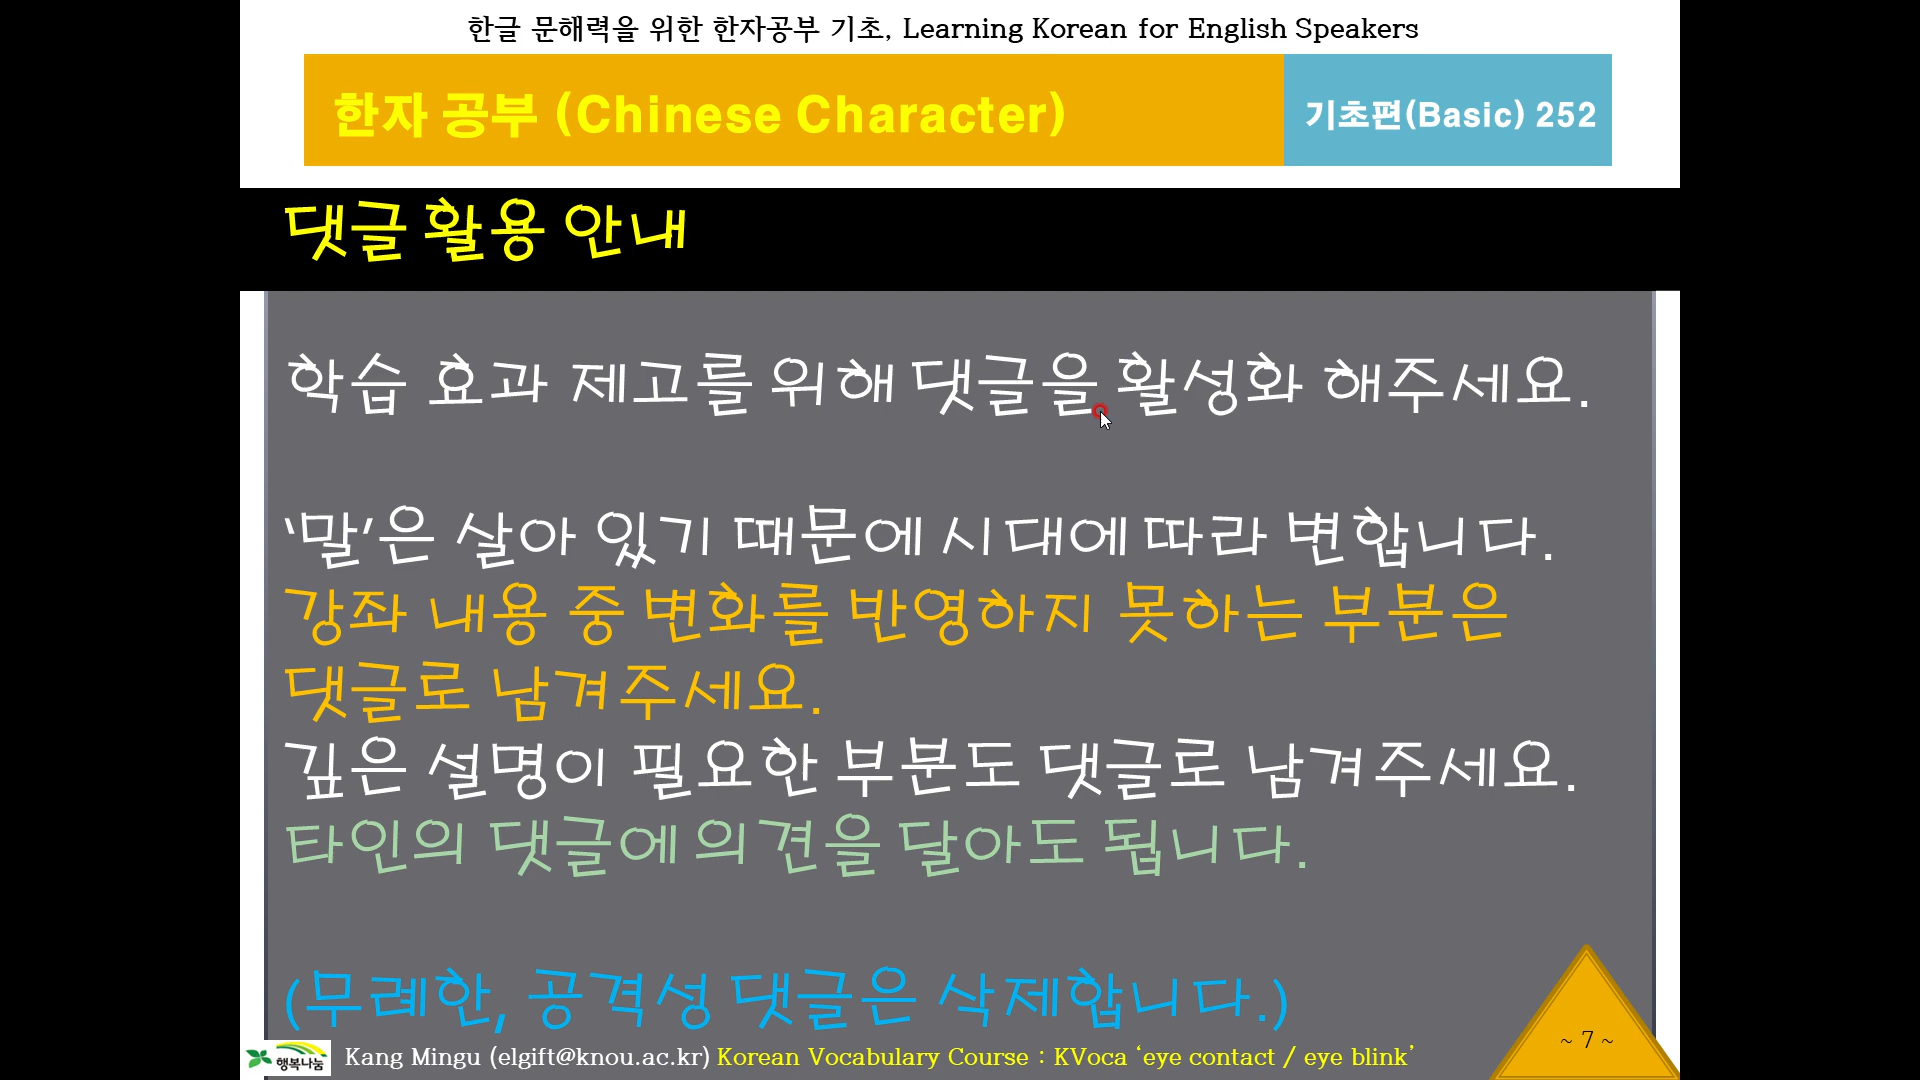 한글 문해력을 위한 한자공부 기초, Learning Korean for English Speakers
한자 공부 (Chinese Character)
기초편(Basic) 252
댓글 활용 안내
학습 효과 제고를 위해 댓글을 활성화 해주세요.
‘말’은 살아 있기 때문에 시대에 따라 변합니다.
강좌 내용 중 변화를 반영하지 못하는 부분은
댓글로 남겨주세요.
깊은 설명이 필요한 부분도 댓글로 남겨주세요.
타인의 댓글에 의견을 달아도 됩니다.
(무례한, 공격성 댓글은 삭제합니다.)
~ 7 ~
행복나눔
Kang Mingu (elgift@knou.ac.kr) Korean Vocabulary Course : KVoca ‘eye contact / eye blink’